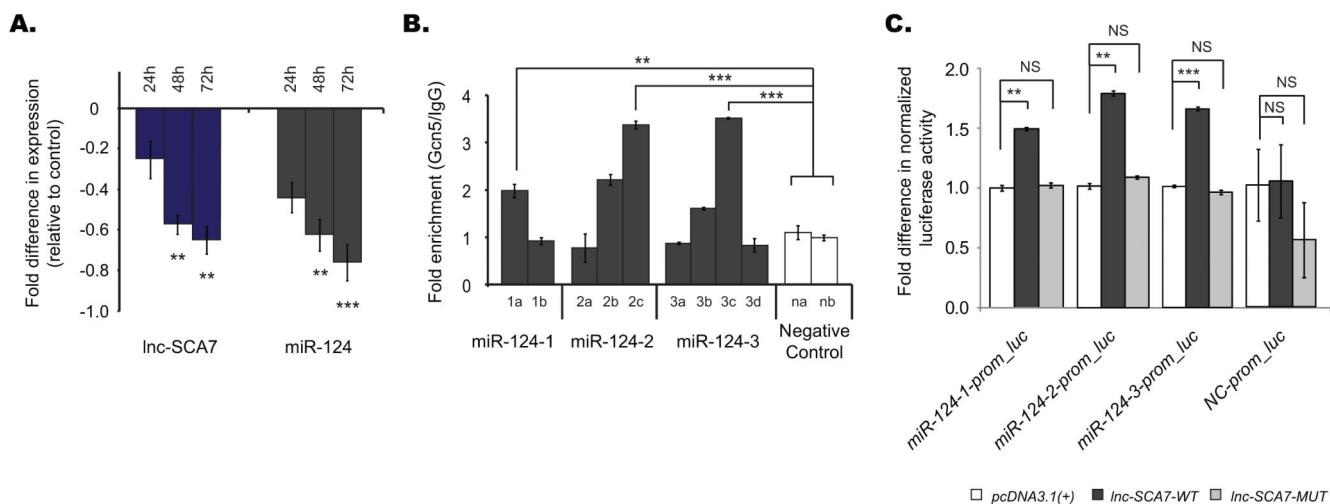 A.
24h 48h 72h 24h 48h 72h
0
-0.2
-0.4
-0.6
-0.8
-1.0
Fold difference in expression
(relative to control)
** ** ** ***
lnc-SCA7 miR-124
B.
**
***
***
4
3
2
1
0
Fold enrichment (Gcn5/IgG)
1a 1b 2a 2b 2c 3a 3b 3c 3d na nb
miR-124-1 miR-124-2 miR-124-3 Negative
Control
C.
NS NS NS NS
** ** *** NS
2.0
1.5
1.0
0.5
0.0
Fold difference in normalized
luciferase activity
miR-124-1-prom_luc
miR-124-2-prom_luc
miR-124-3-prom_luc
NC-prom_luc
pcDNA3.1(+) lnc-SCA7-WT lnc-SCA7-MUT